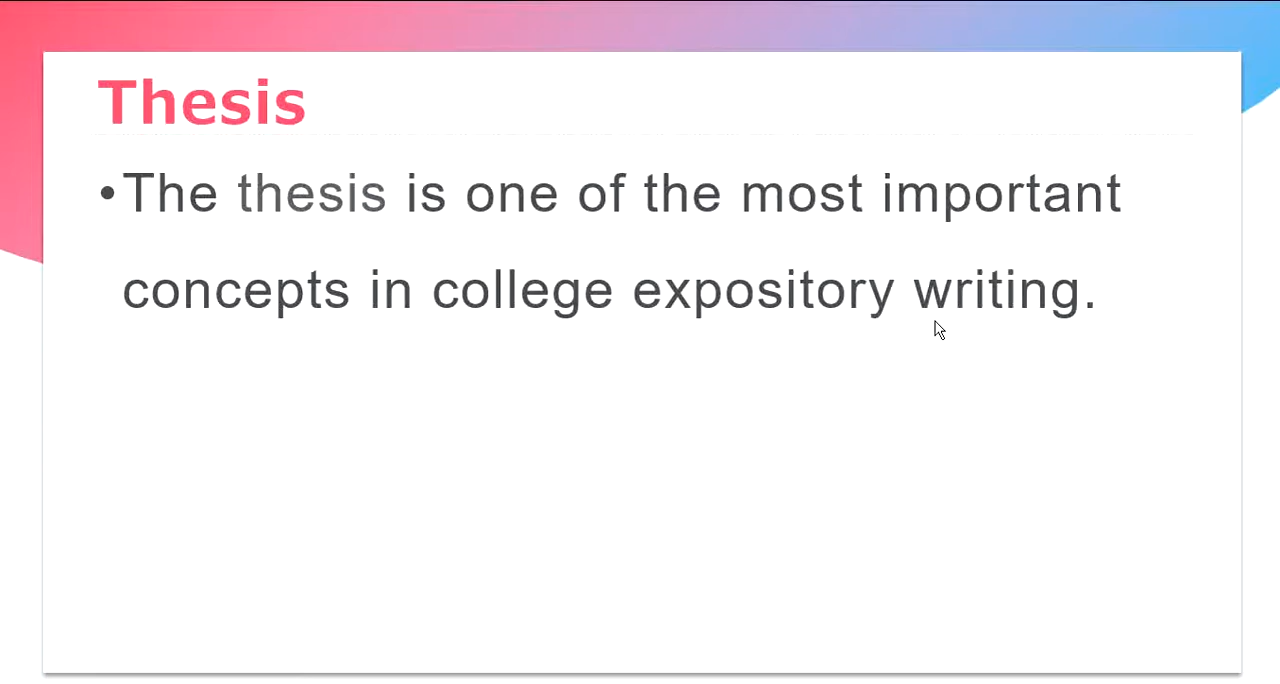 Thesis
•The thesis is one of the most important
concepts in college expository writing.